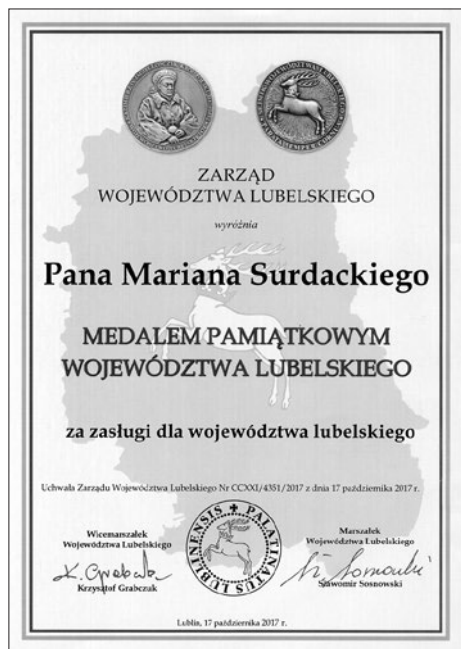 ZARZĄD
WOJEWÓDZTWA LUBELSKIEGO
wyróżnia
Pana Mariana Surdackiego
MEDALEM PAMIĄTKOWYM
WOJEWÓDZTWA LUBELSKIEGO
za zasługi dla województwa lubelskiego
Uchwała Zarządu Województwa Lubelskiego Nr CCXXI/4351/2017 z dnia 17 października 2017 r.
Wicemarszałek
Województwa Lubelskiego
K. Grabczuk
Krzysztof Grabczuk
PALATINATUS LUBLINENSIS
Marszałek
Województwa Lubelskiego
Sławomir Sosnowski
Lublin, 17 października 2017 r.